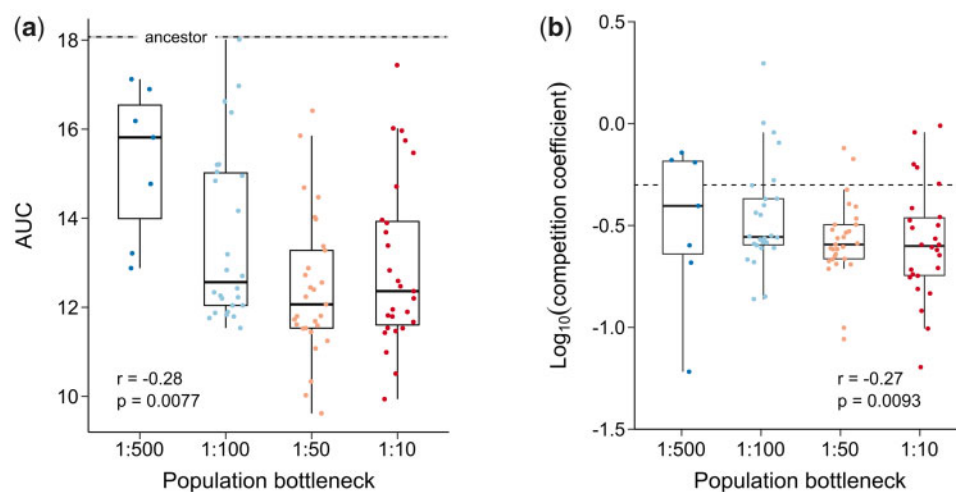 (a)
ancestor
18
16
14
12
10
AUC
r = -0.28
p = 0.0077
1:500 1:100 1:50 1:10
Population bottleneck
(b)
0.5
0.0
-0.5
-1.0
-1.5
Log10(competition coefficient)
r = -0.27
p = 0.0093
1:500 1:100 1:50 1:10
Population bottleneck